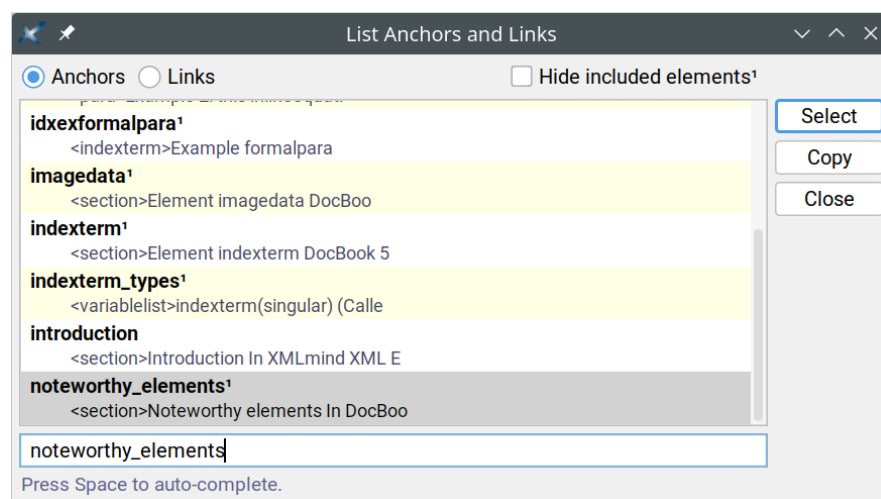 List Anchors and Links
Anchors Links Hide included elements¹
idxexformalpara¹
<indexterm>Example formalpara
imagedata¹
<section>Element imagedata DocBoo
indexterm¹
<section>Element indexterm DocBook 5
indexterm_types¹
<variablelist>indexterm(singular) (Calle
introduction
<section>Introduction In XMLmind XML E
noteworthy_elements¹
<section>Noteworthy elements In DocBoo
Select
Copy
Close
noteworthy_elements
Press Space to auto-complete.